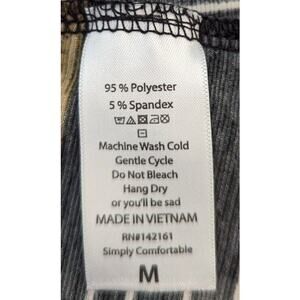 95 % Polyester
5 % Spandex
Machine Wash Cold
Gentle Cycle
Do Not Bleach
Hang Dry
or you'll be sad
MADE IN VIETNAM
RN#142161
Simply Comfortable
M